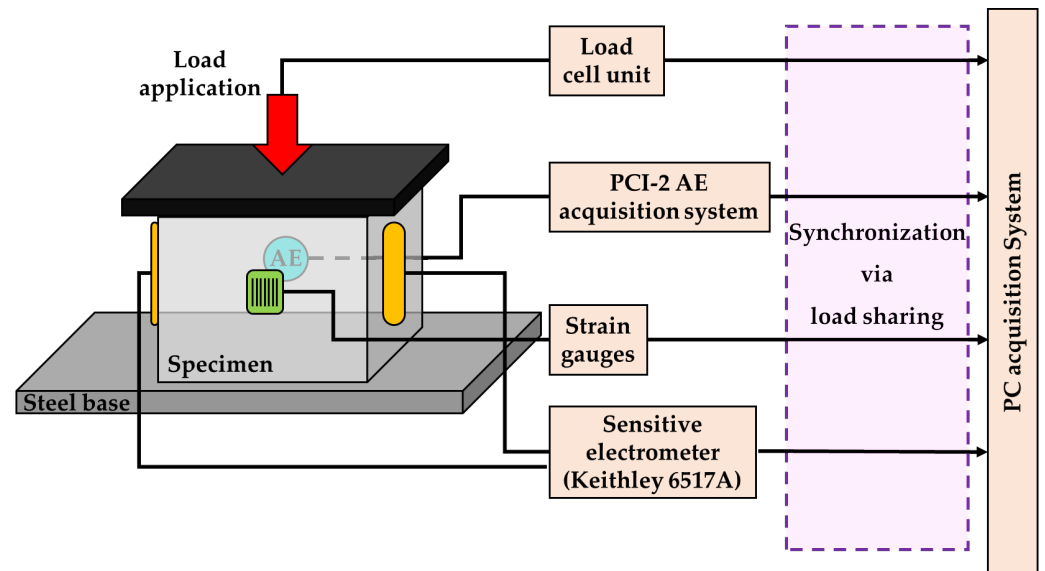 Load
application
Load
cell unit
PCI-2 AE
acquisition system
AE
Synchronization
via
load sharing
Strain
gauges
Specimen
Steel base
Sensitive
electrometer
(Keithley 6517A)
PC acquisition System